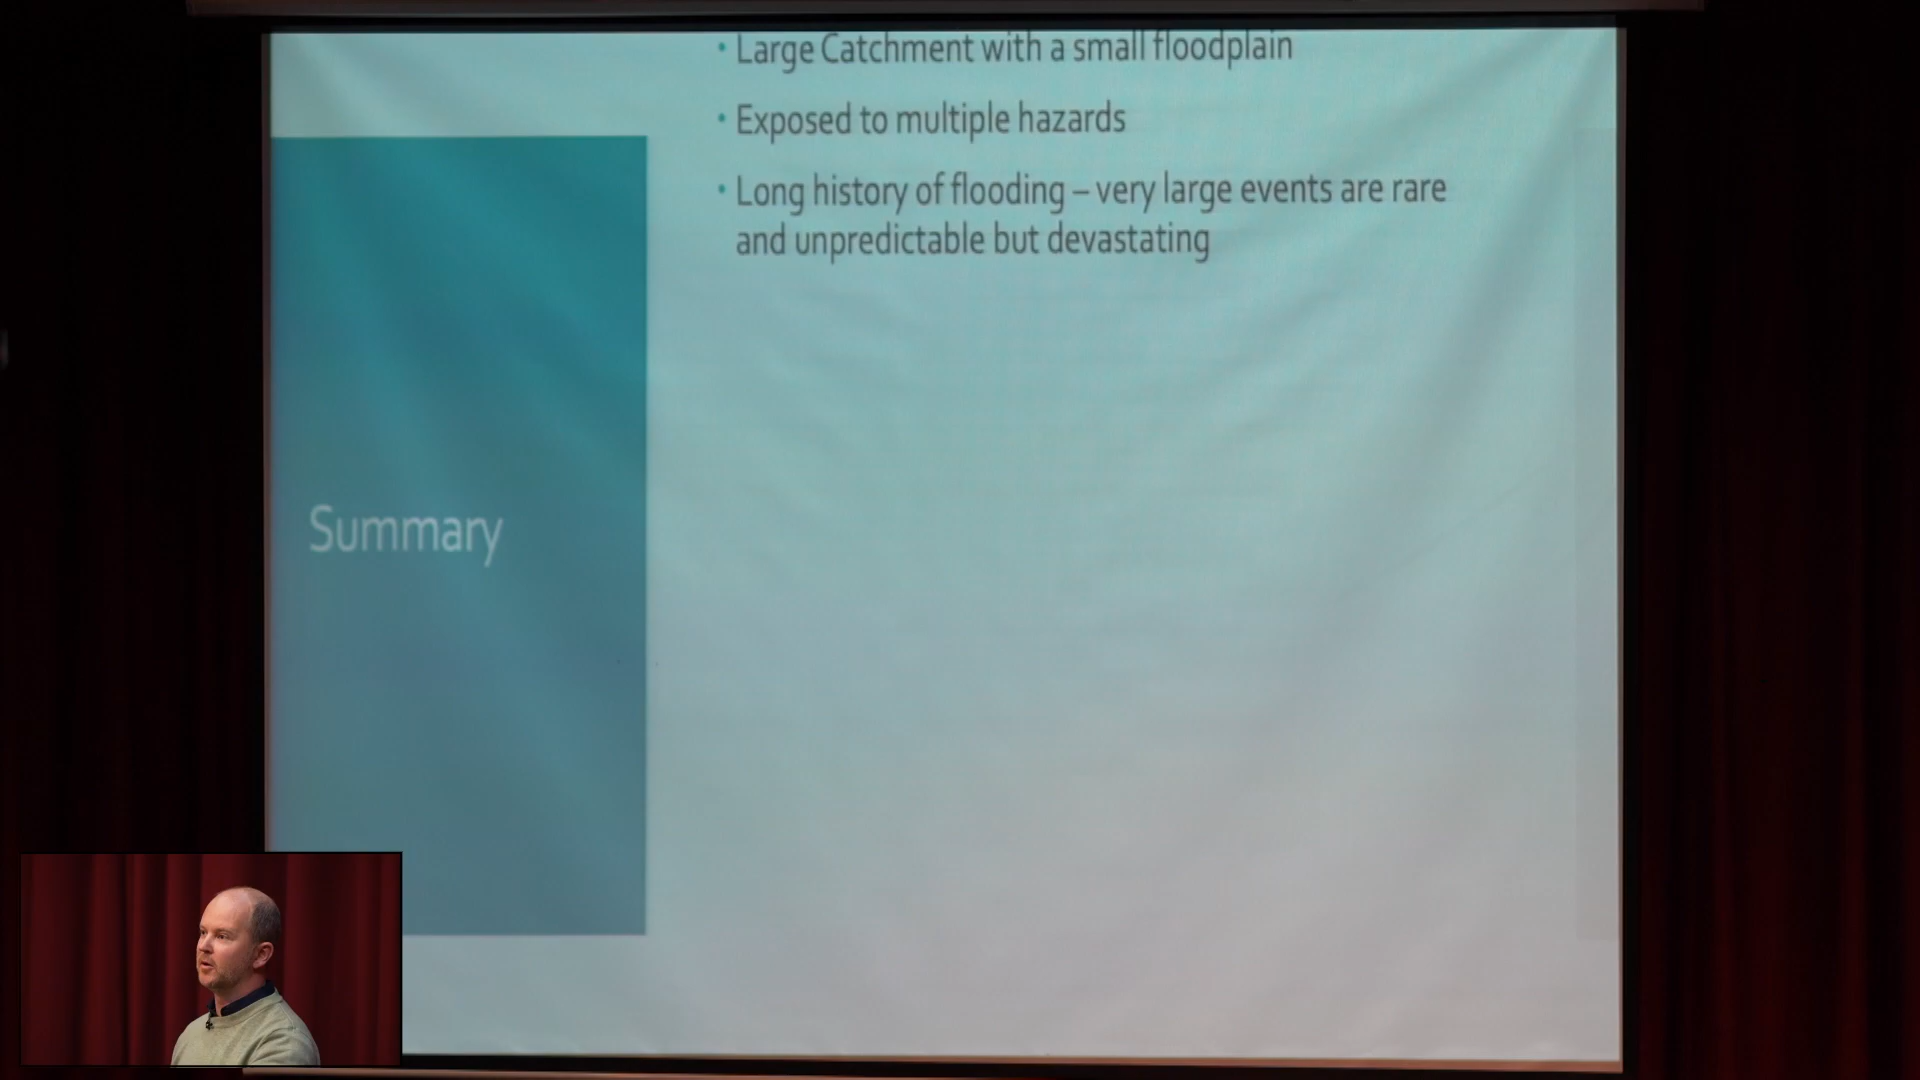 • Large Catchment with a small floodplain
• Exposed to multiple hazards
• Long history of flooding – very large events are rare
and unpredictable but devastating
Summary